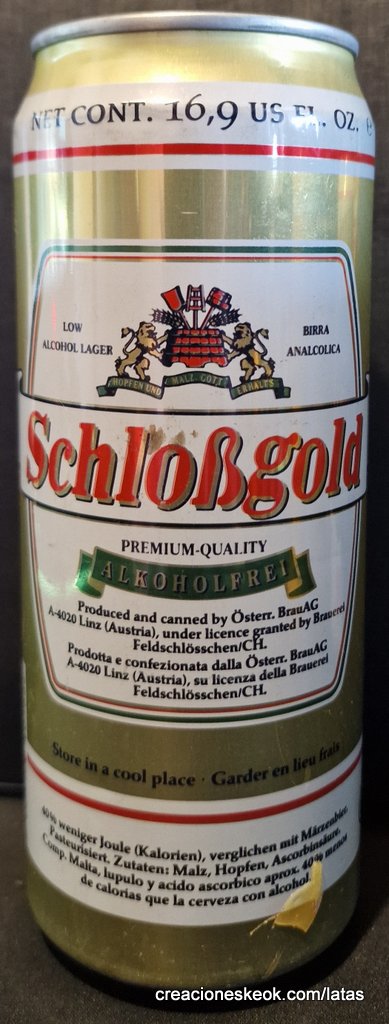 NET CONT. 16,9 US FL. OZ. e
LOW
ALCOHOL LAGER
BIRRA
ANALCOLICA
HOPFEN UND MALZ GOTT ERHALTS
Schloßgold
PREMIUM-QUALITY
ALKOHOLFREI
Produced and canned by Österr. BrauAG
A-4020 Linz (Austria), under licence granted by Brauerei
Feldschlösschen/CH.
Prodotta e confezionata dalla Österr. BrauAG
A-4020 Linz (Austria), su licenza della Brauerei
Feldschlösschen/CH.
Store in a cool place · Garder en lieu frais
40% weniger Joule (Kalorien), verglichen mit Märzenbier.
Pasteurisiert. Zutaten: Malz, Hopfen, Ascorbinsäure.
Comp. Malta, lupulo y acido ascorbico aprox. 40% menos
de calorias que la cerveza con alcohol.
creacioneskeok.com/latas